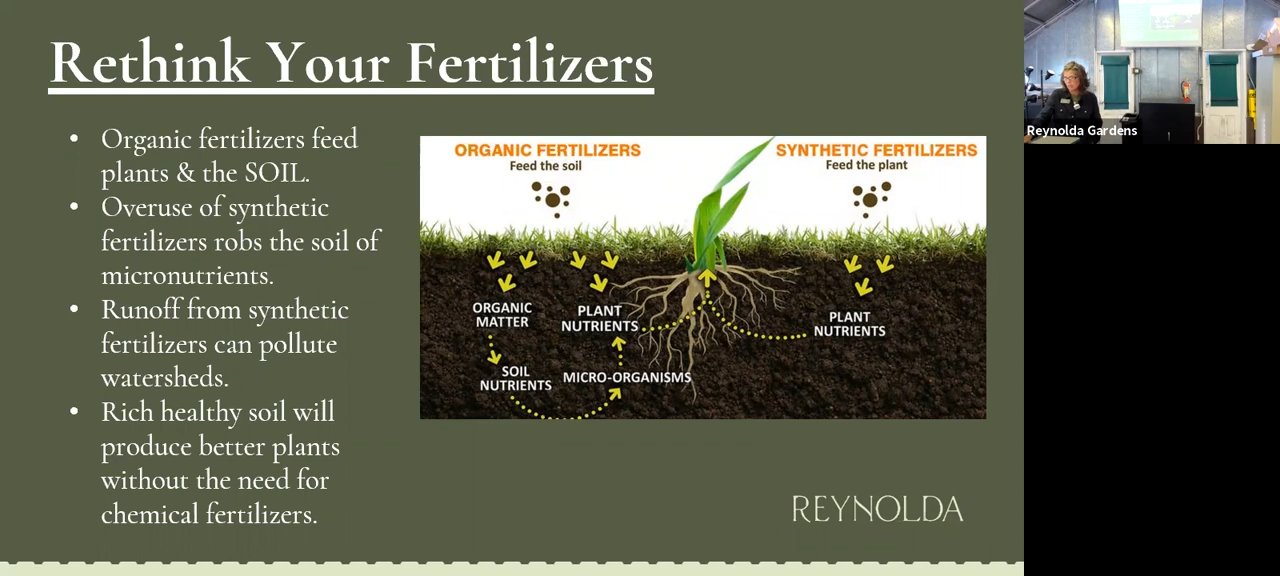 Rethink Your Fertilizers
• Organic fertilizers feed
plants & the SOIL.
• Overuse of synthetic
fertilizers robs the soil of
micronutrients.
• Runoff from synthetic
fertilizers can pollute
watersheds.
• Rich healthy soil will
produce better plants
without the need for
chemical fertilizers.
ORGANIC FERTILIZERS
Feed the soil
SYNTHETIC FERTILIZERS
Feed the plant
ORGANIC
MATTER
PLANT
NUTRIENTS
SOIL
NUTRIENTS
MICRO-ORGANISMS
PLANT
NUTRIENTS
REYNOLDA
Reynolda Gardens